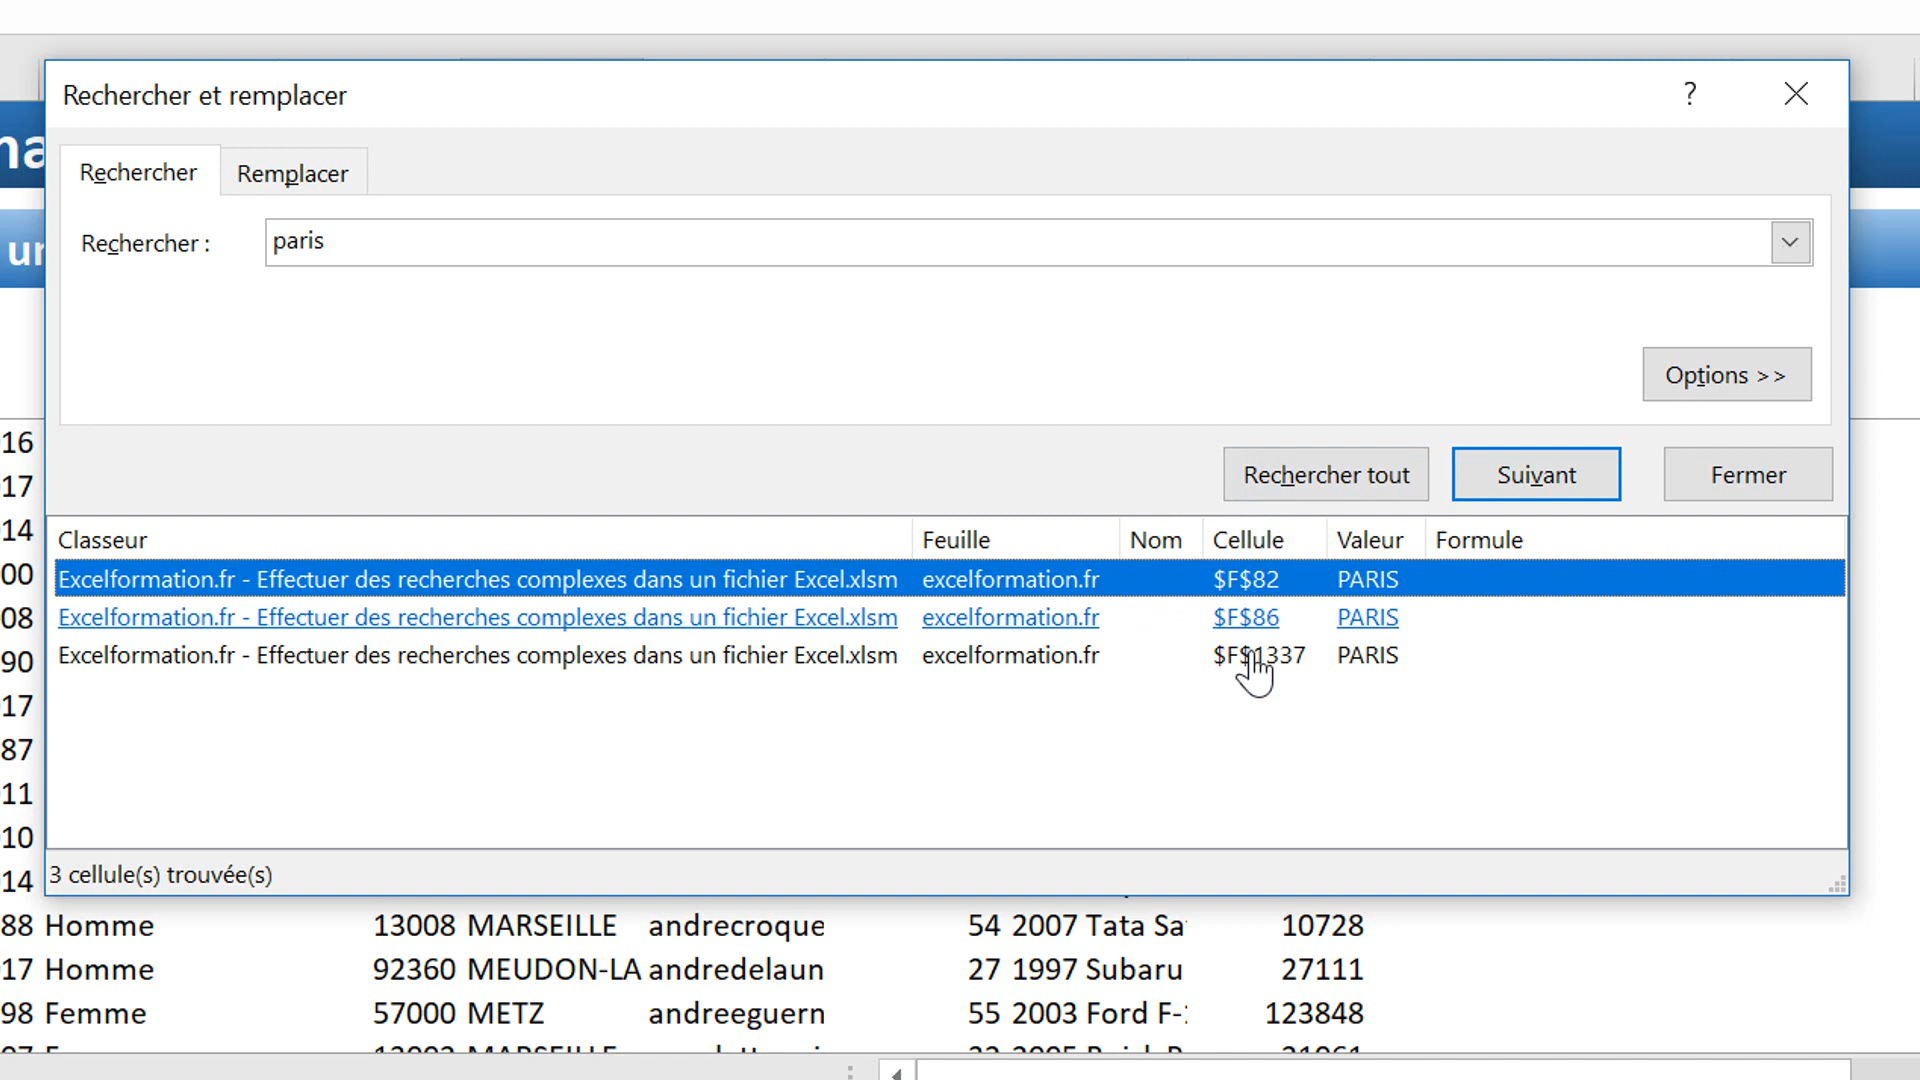 Rechercher et remplacer ?
na
Rechercher Remplacer
Rechercher : paris
un
Options >>
Rechercher tout Suivant Fermer
Classeur Feuille Nom Cellule Valeur Formule
Excelformation.fr - Effectuer des recherches complexes dans un fichier Excel.xlsm excelformation.fr $F$82 PARIS
Excelformation.fr - Effectuer des recherches complexes dans un fichier Excel.xlsm excelformation.fr $F$86 PARIS
Excelformation.fr - Effectuer des recherches complexes dans un fichier Excel.xlsm excelformation.fr $F$1337 PARIS
16
17
14
00
08
90
17
87
11
10
14
3 cellule(s) trouvée(s)
88 Homme 13008 MARSEILLE andrecroque 54 2007 Tata Sa 10728
17 Homme 92360 MEUDON-LA andredelaun 27 1997 Subaru 27111
98 Femme 57000 METZ andreeguern 55 2003 Ford F- 123848